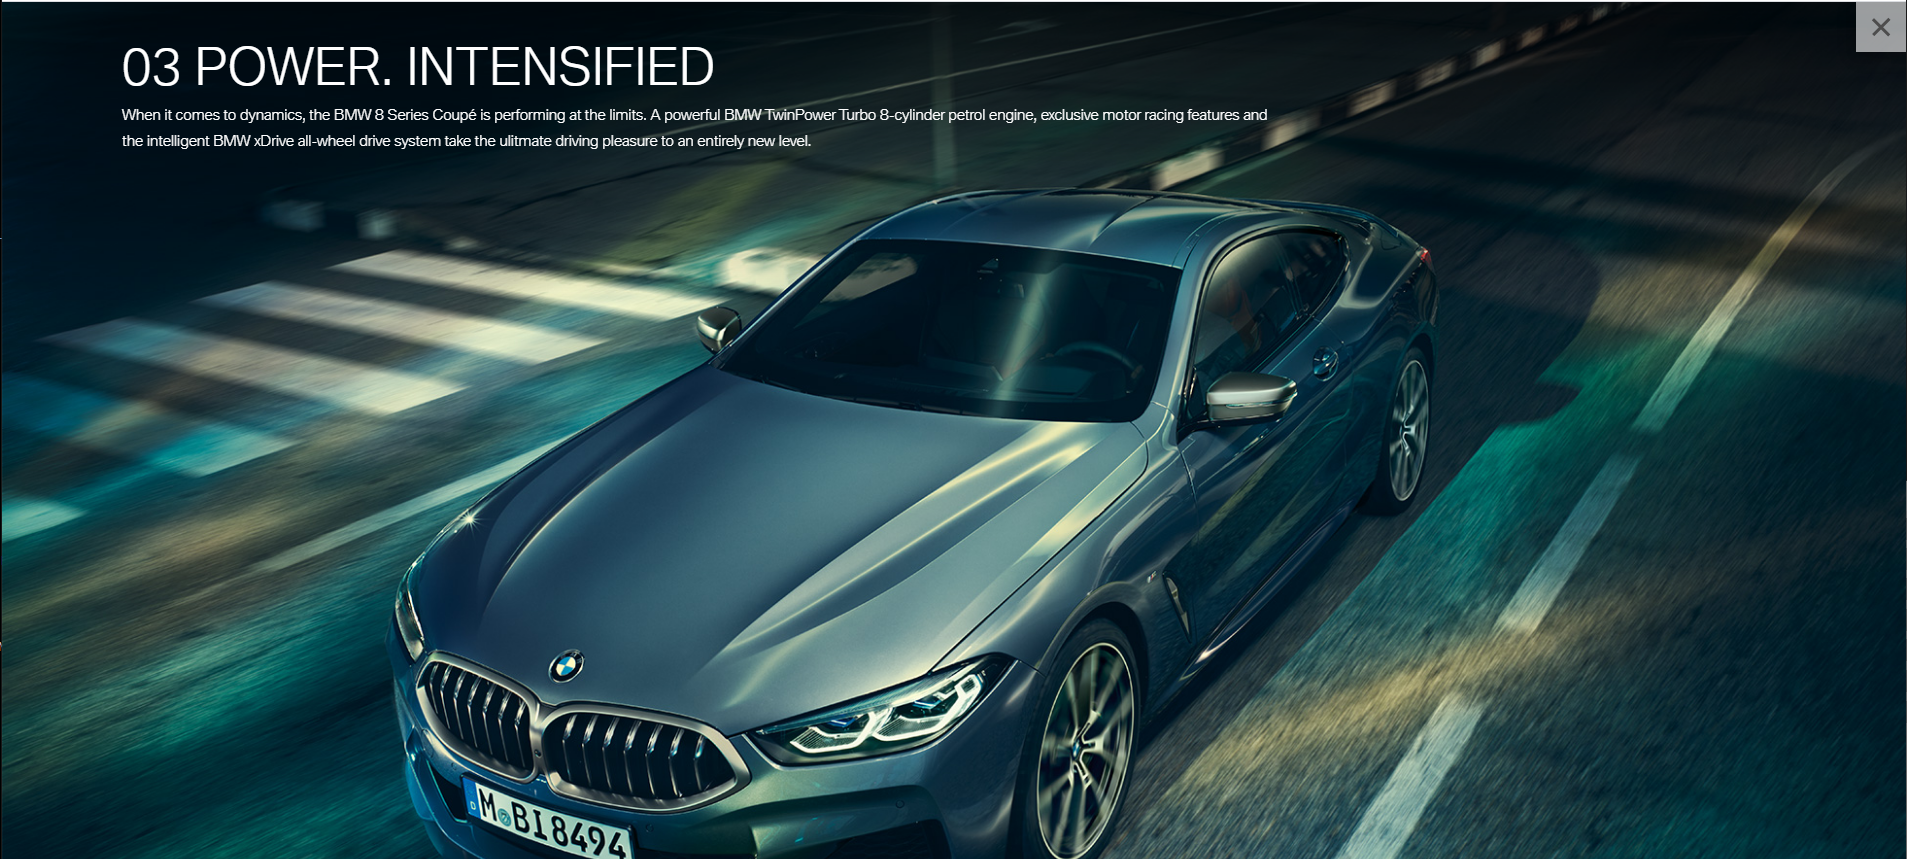 03 POWER. INTENSIFIED
When it comes to dynamics, the BMW 8 Series Coupé is performing at the limits. A powerful BMW TwinPower Turbo 8-cylinder petrol engine, exclusive motor racing features and
the intelligent BMW xDrive all-wheel drive system take the ulitmate driving pleasure to an entirely new level.
M BI 8494